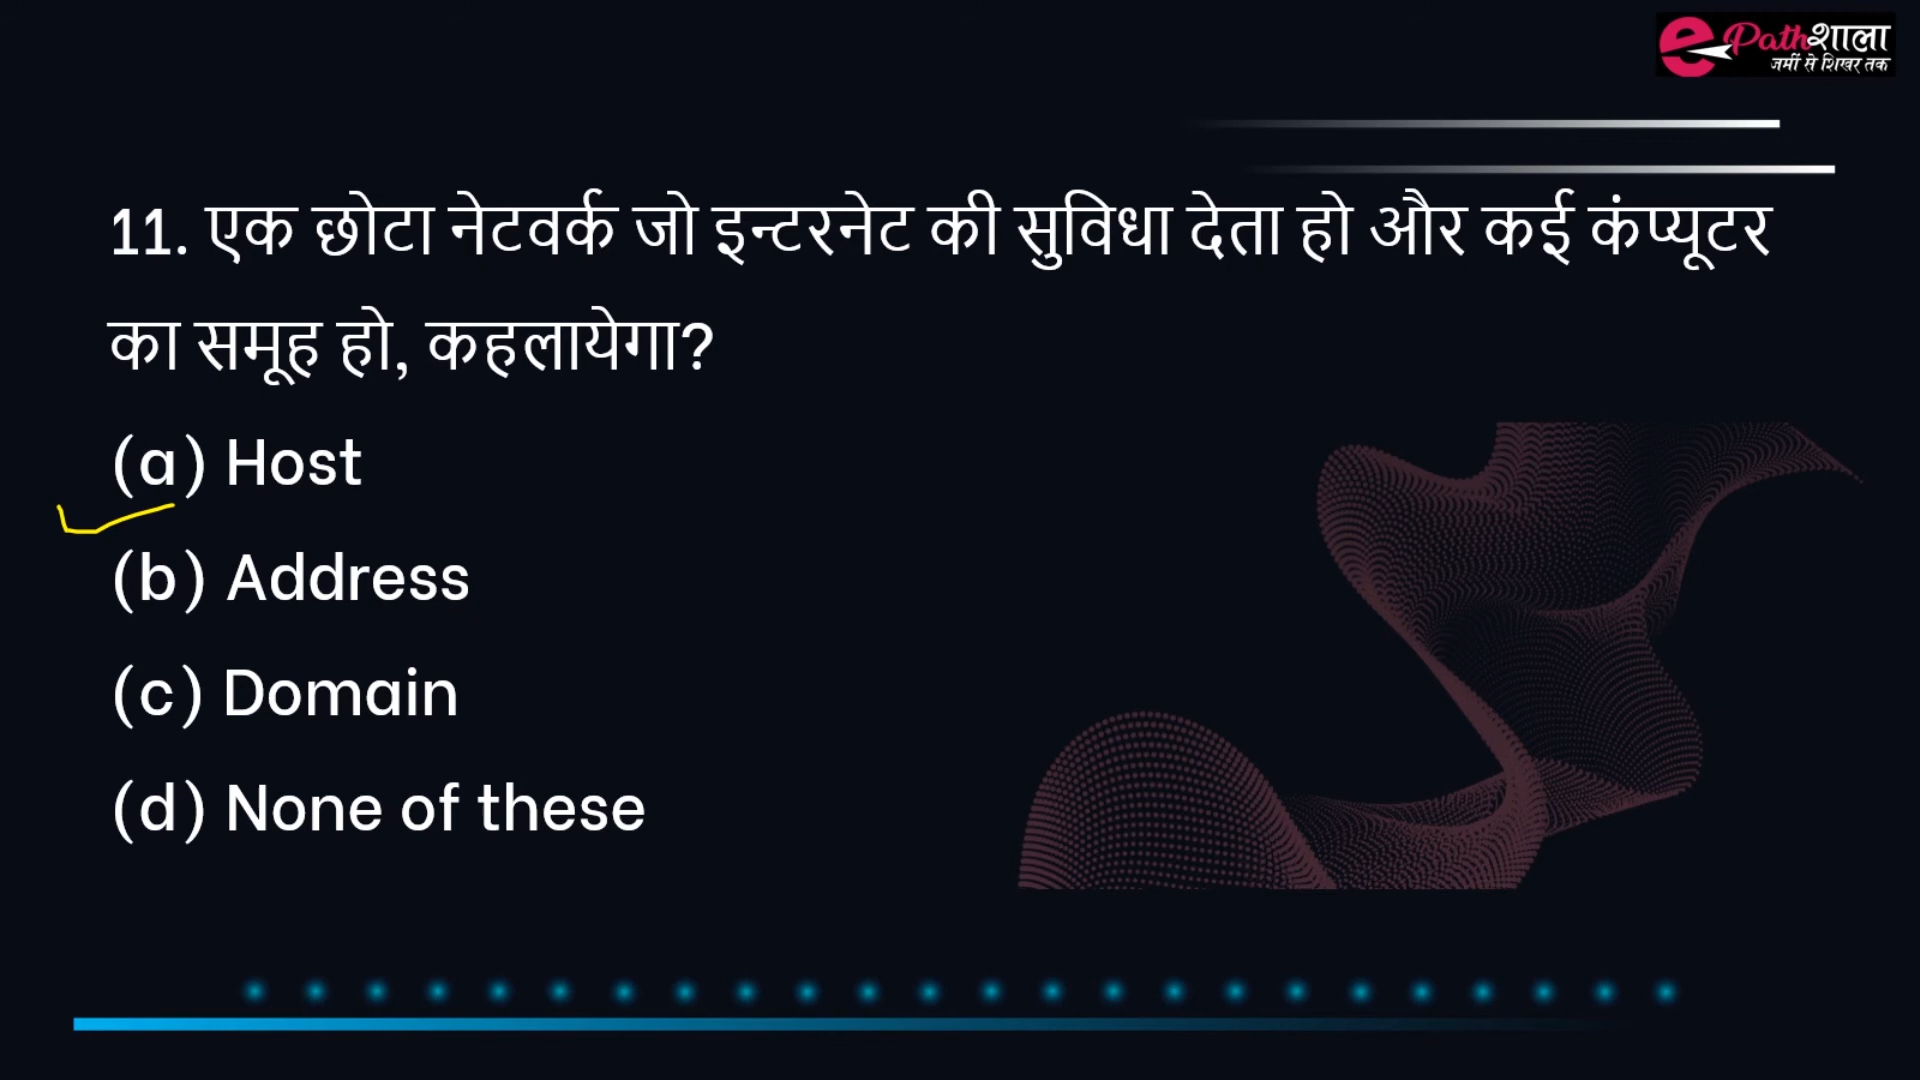 ePathशाला
जमीं से शिखर तक
11. एक छोटा नेटवर्क जो इन्टरनेट की सुविधा देता हो और कई कंप्यूटर
का समूह हो, कहलायेगा?
(a) Host
(b) Address
(c) Domain
(d) None of these